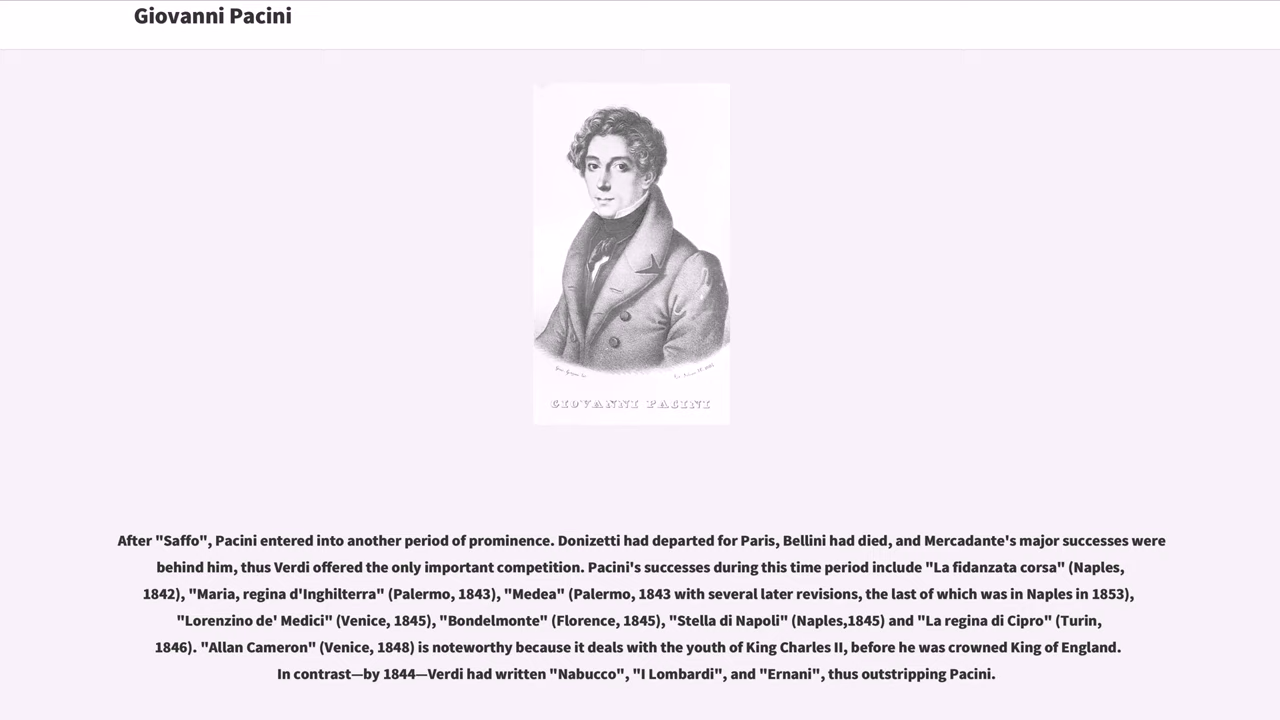 Giovanni Pacini
GIOVANNI PACINI
After "Saffo", Pacini entered into another period of prominence. Donizetti had departed for Paris, Bellini had died, and Mercadante's major successes were
behind him, thus Verdi offered the only important competition. Pacini's successes during this time period include "La fidanzata corsa" (Naples,
1842), "Maria, regina d'Inghilterra" (Palermo, 1843), "Medea" (Palermo, 1843 with several later revisions, the last of which was in Naples in 1853),
"Lorenzino de' Medici" (Venice, 1845), "Bondelmonte" (Florence, 1845), "Stella di Napoli" (Naples,1845) and "La regina di Cipro" (Turin,
1846). "Allan Cameron" (Venice, 1848) is noteworthy because it deals with the youth of King Charles II, before he was crowned King of England.
In contrast—by 1844—Verdi had written "Nabucco", "I Lombardi", and "Ernani", thus outstripping Pacini.